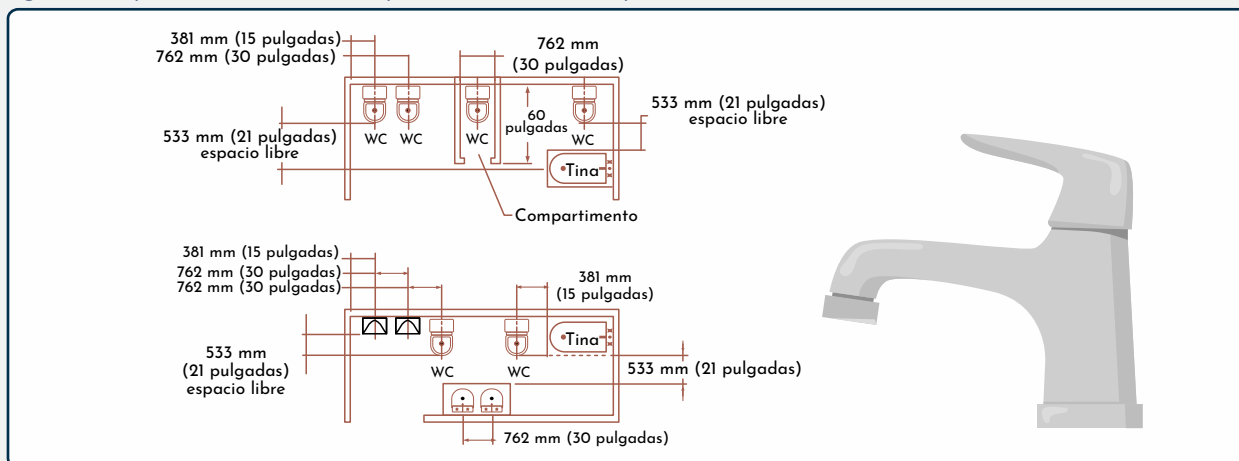 381 mm (15 pulgadas)
762 mm (30 pulgadas)
762 mm
(30 pulgadas)
533 mm (21 pulgadas)
espacio libre
60
pulgadas
533 mm (21 pulgadas)
espacio libre
WC
WC
WC
WC
Tina
Compartimento
381 mm (15 pulgadas)
762 mm (30 pulgadas)
762 mm (30 pulgadas)
381 mm
(15 pulgadas)
Tina
533 mm
(21 pulgadas)
espacio libre
WC
WC
533 mm (21 pulgadas)
762 mm (30 pulgadas)